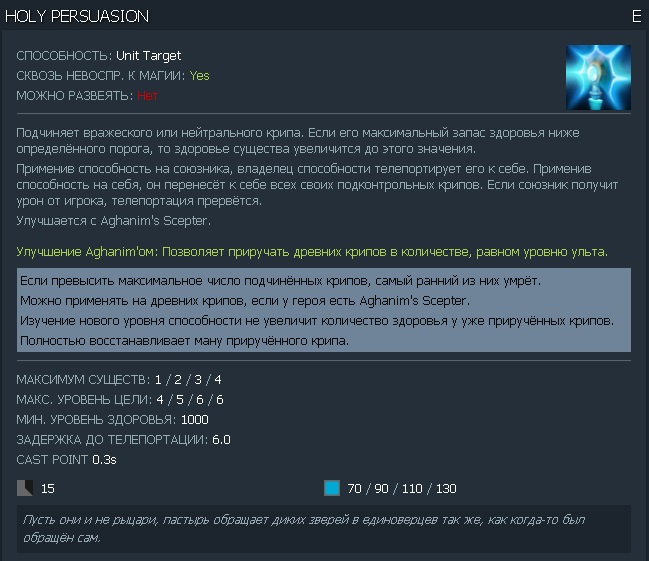 HOLY PERSUASION E
СПОСОБНОСТЬ: Unit Target
СКВОЗЬ НЕВОСПР. К МАГИИ: Yes
МОЖНО РАЗВЕЯТЬ: Нет
Подчиняет вражеского или нейтрального крипа. Если его максимальный запас здоровья ниже
определённого порога, то здоровье существа увеличится до этого значения.
Применив способность на союзника, владелец способности телепортирует его к себе. Применив
способность на себя, он перенесёт к себе всех своих подконтрольных крипов. Если союзник получит
урон от игрока, телепортация прервётся.
Улучшается с Aghanim's Scepter.
Улучшение Aghanim'ом: Позволяет приручать древних крипов в количестве, равном уровню ульта.
Если превысить максимальное число подчинённых крипов, самый ранний из них умрёт.
Можно применять на древних крипов, если у героя есть Aghanim's Scepter.
Изучение нового уровня способности не увеличит количество здоровья у уже приручённых крипов.
Полностью восстанавливает ману приручённого крипа.
МАКСИМУМ СУЩЕСТВ: 1 / 2 / 3 / 4
МАКС. УРОВЕНЬ ЦЕЛИ: 4 / 5 / 6 / 6
МИН. УРОВЕНЬ ЗДОРОВЬЯ: 1000
ЗАДЕРЖКА ДО ТЕЛЕПОРТАЦИИ: 6.0
CAST POINT 0.3s
15 70 / 90 / 110 / 130
Пусть они и не рыцари, пастырь обращает диких зверей в единоверцев так же, как когда-то был
обращён сам.